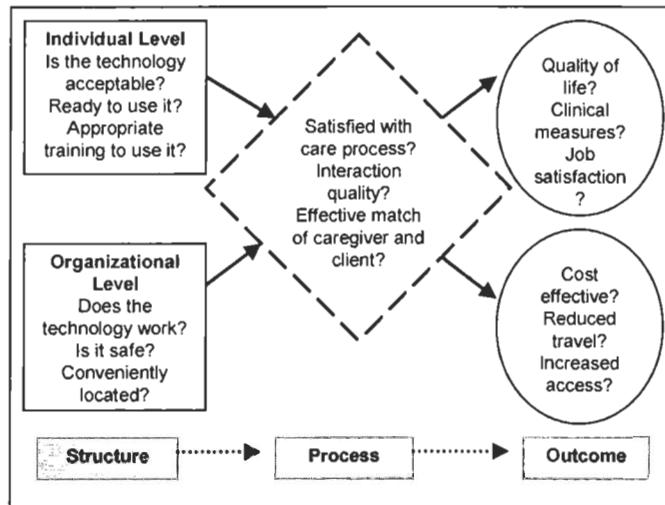 Individual Level
Is the technology
acceptable?
Ready to use it?
Appropriate
training to use it?
Organizational
Level
Does the
technology work?
Is it safe?
Conveniently
located?
Satisfied with
care process?
Interaction
quality?
Effective match
of caregiver and
client?
Quality of
life?
Clinical
measures?
Job
satisfaction
?
Cost
effective?
Reduced
travel?
Increased
access?
Structure
Process
Outcome